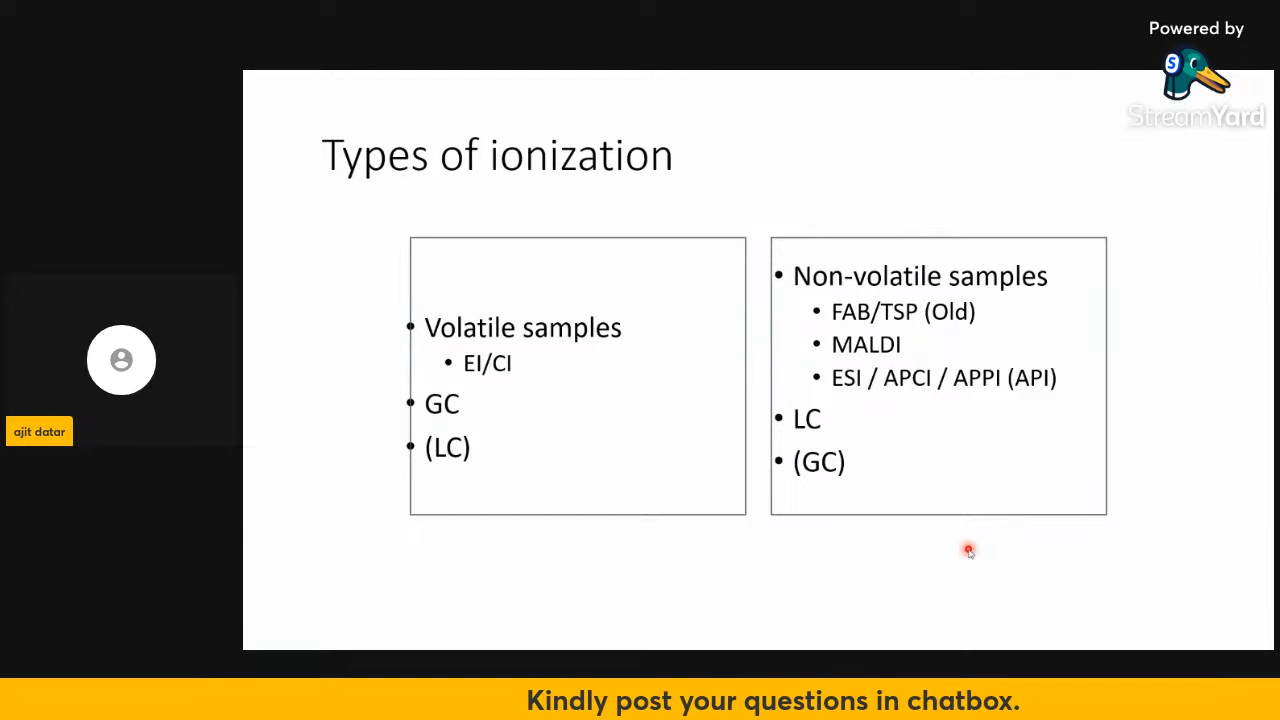 Powered by
StreamYard
Types of ionization
• Volatile samples
• EI/CI
• GC
• (LC)
• Non-volatile samples
• FAB/TSP (Old)
• MALDI
• ESI / APCI / APPI (API)
• LC
• (GC)
ajit datar
Kindly post your questions in chatbox.